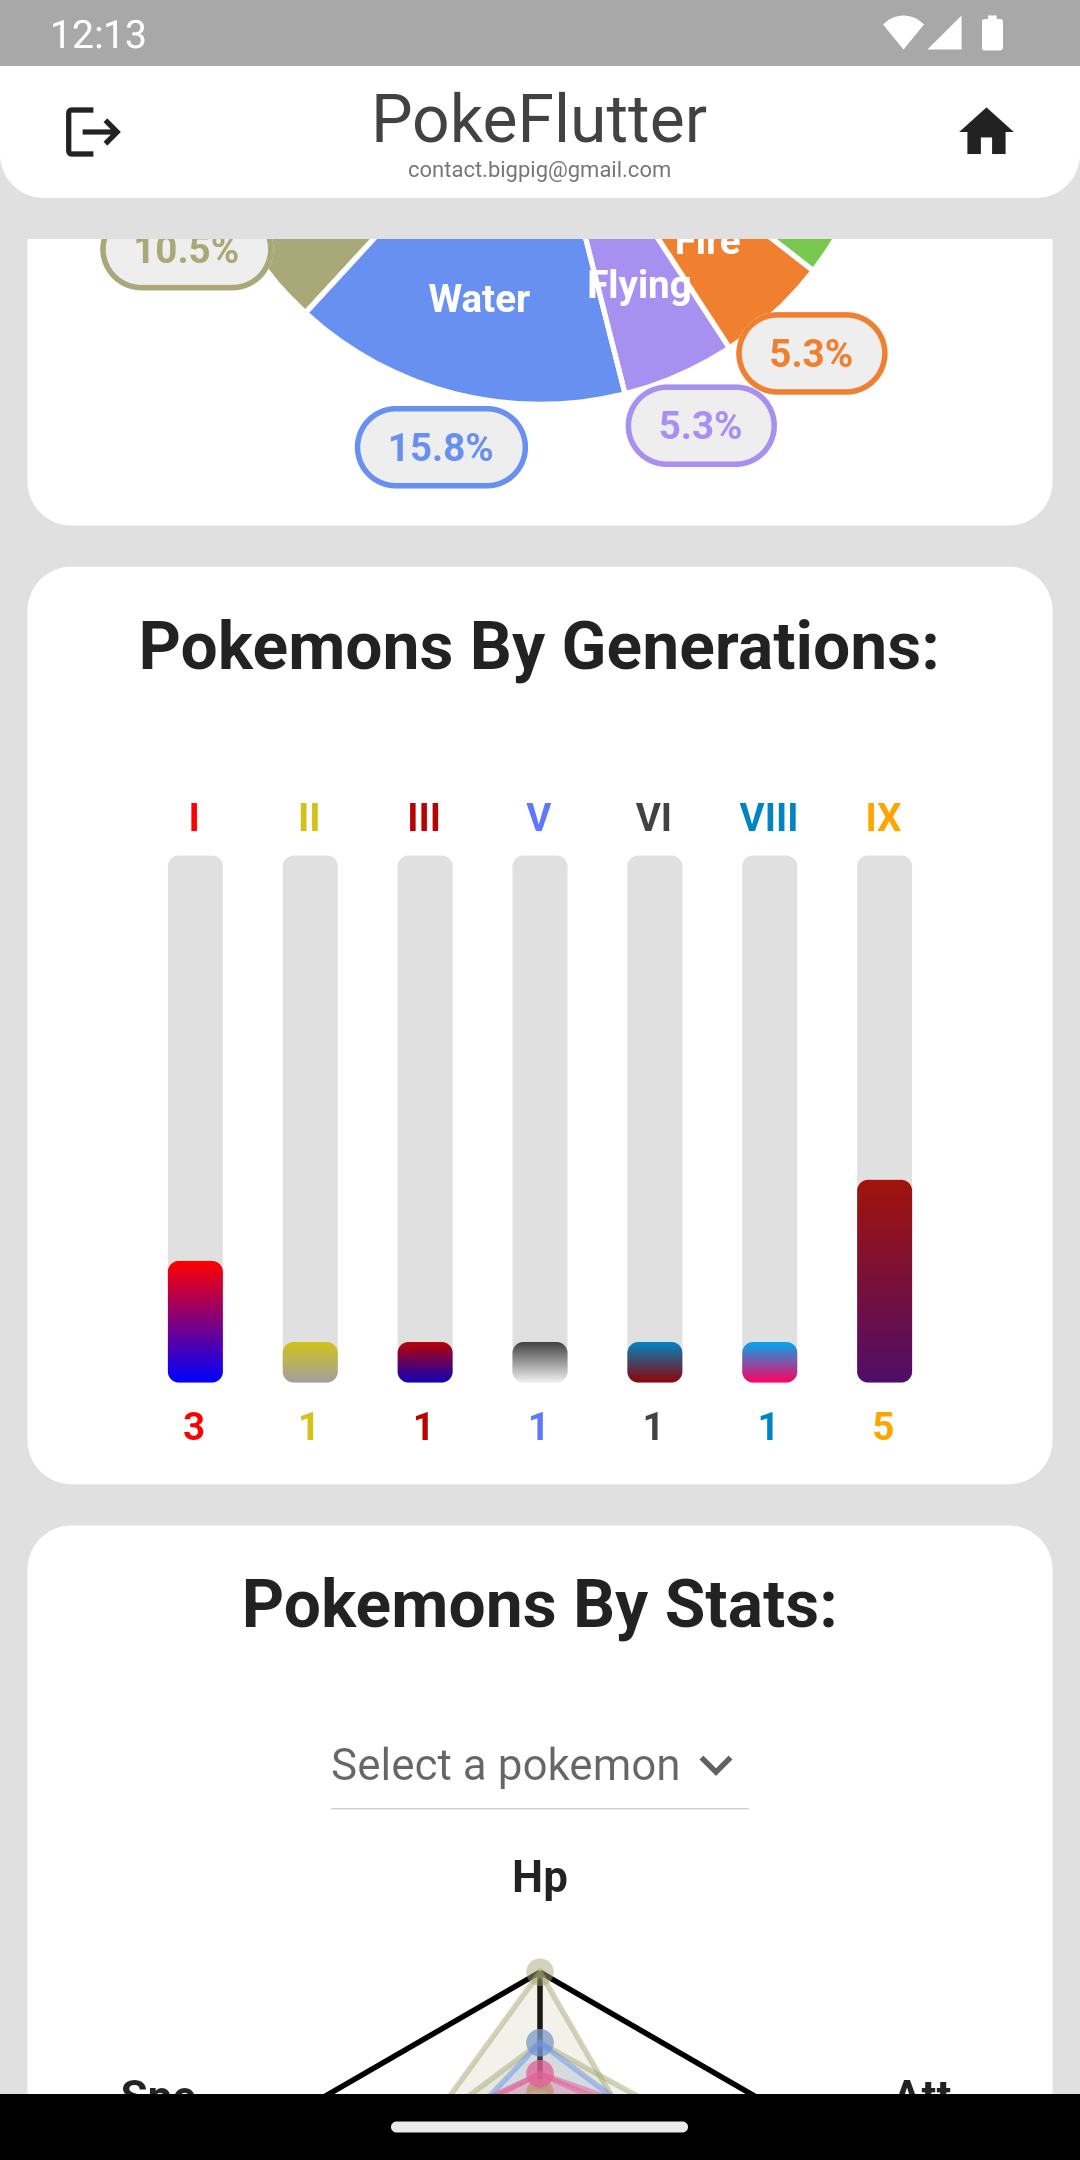 12:13
PokeFlutter
contact.bigpig@gmail.com
10.5%
Fire
Flying
Water
5.3%
5.3%
15.8%
Pokemons By Generations:
I II III V VI VIII IX
3 1 1 1 1 1 5
Pokemons By Stats:
Select a pokemon
Hp
Spe Att